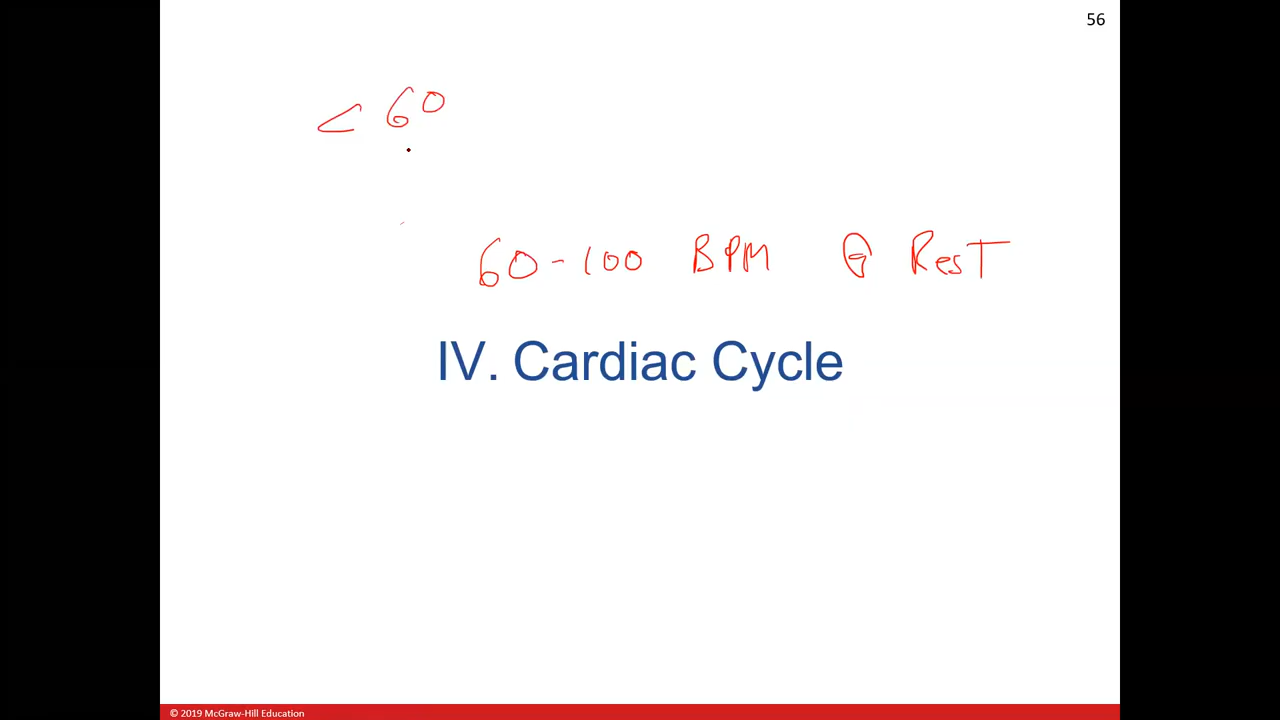 56
< 60
60-100 BPM @ ResT
IV. Cardiac Cycle
© 2019 McGraw-Hill Education